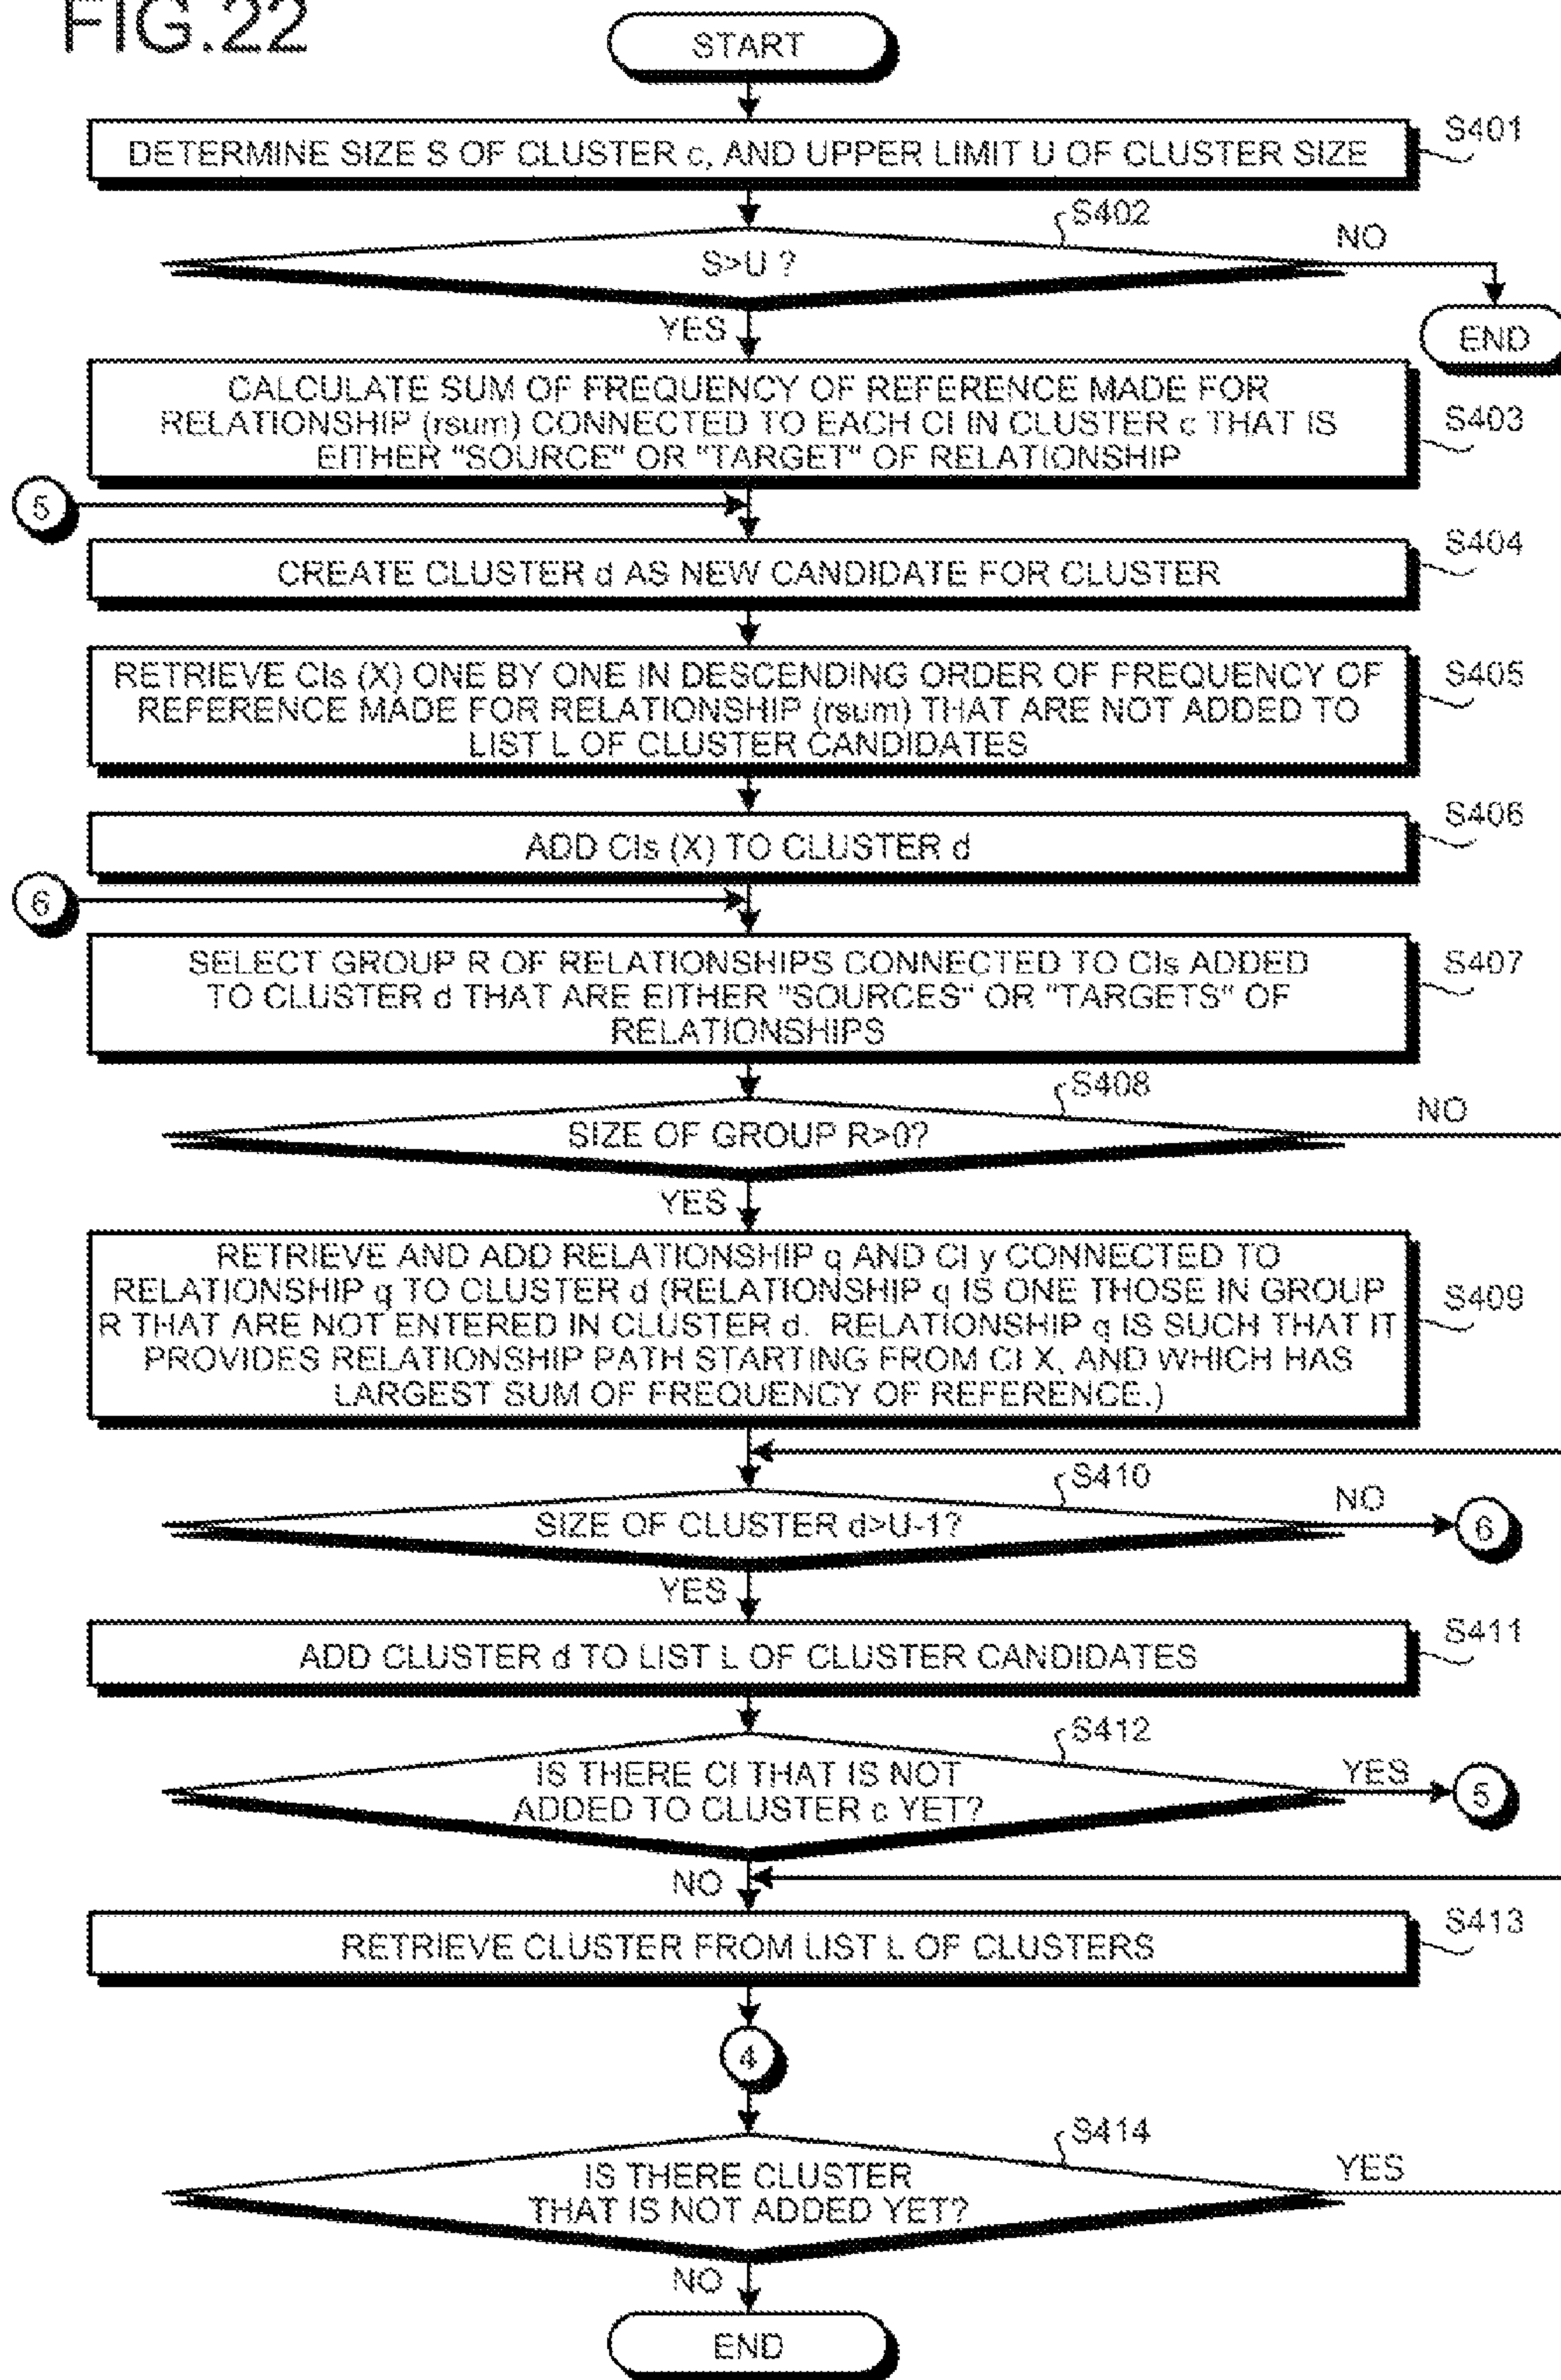 FIG.22
START
DETERMINE SIZE S OF CLUSTER c, AND UPPER LIMIT U OF CLUSTER SIZE
S401
S402
S>U ?
NO
END
YES
CALCULATE SUM OF FREQUENCY OF REFERENCE MADE FOR
RELATIONSHIP (rsum) CONNECTED TO EACH CI IN CLUSTER c THAT IS
EITHER "SOURCE" OR "TARGET" OF RELATIONSHIP
S403
5
CREATE CLUSTER d AS NEW CANDIDATE FOR CLUSTER
S404
RETRIEVE CIs (X) ONE BY ONE IN DESCENDING ORDER OF FREQUENCY OF
REFERENCE MADE FOR RELATIONSHIP (rsum) THAT ARE NOT ADDED TO
LIST L OF CLUSTER CANDIDATES
S405
ADD CIs (X) TO CLUSTER d
S406
6
SELECT GROUP R OF RELATIONSHIPS CONNECTED TO CIs ADDED
TO CLUSTER d THAT ARE EITHER "SOURCES" OR "TARGETS" OF
RELATIONSHIPS
S407
S408
SIZE OF GROUP R>0?
NO
YES
RETRIEVE AND ADD RELATIONSHIP q AND CI y CONNECTED TO
RELATIONSHIP q TO CLUSTER d (RELATIONSHIP q IS ONE THOSE IN GROUP
R THAT ARE NOT ENTERED IN CLUSTER d. RELATIONSHIP q IS SUCH THAT IT
PROVIDES RELATIONSHIP PATH STARTING FROM CI X, AND WHICH HAS
LARGEST SUM OF FREQUENCY OF REFERENCE.)
S409
S410
SIZE OF CLUSTER d>U-1?
NO
6
YES
ADD CLUSTER d TO LIST L OF CLUSTER CANDIDATES
S411
S412
IS THERE CI THAT IS NOT
ADDED TO CLUSTER c YET?
YES
5
NO
RETRIEVE CLUSTER FROM LIST L OF CLUSTERS
S413
4
S414
IS THERE CLUSTER
THAT IS NOT ADDED YET?
YES
NO
END